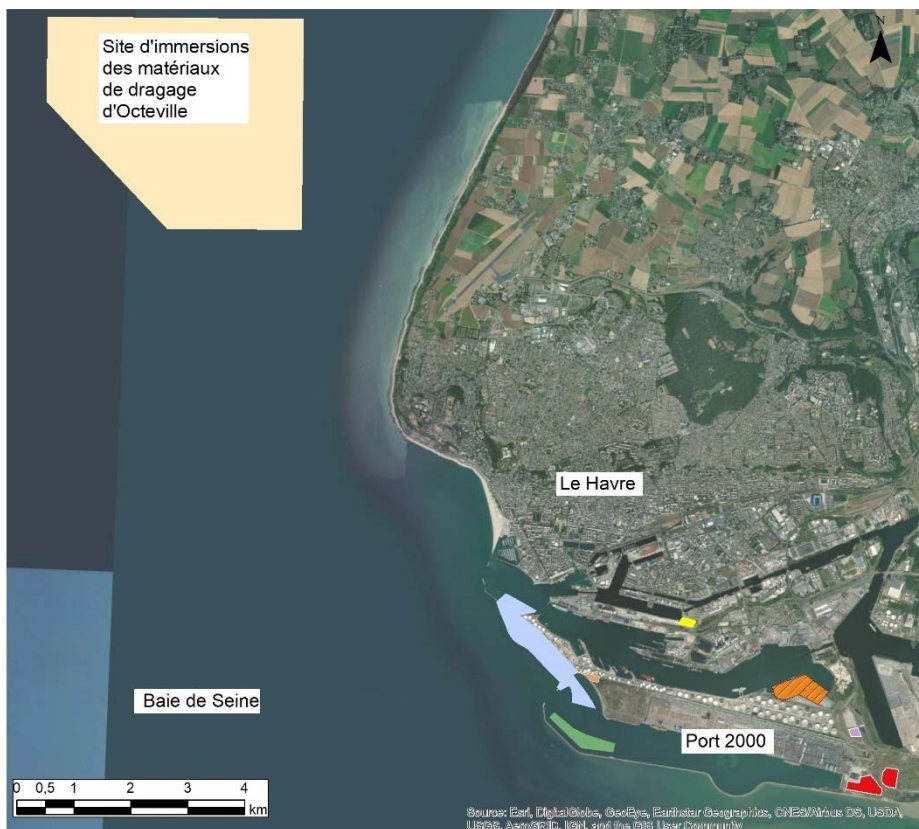 Site d'immersions
des matériaux
de dragage
d'Octeville
N
Le Havre
Baie de Seine
Port 2000
0 0,5 1 2 3 4
km
Source: Esri, DigitalGlobe, GeoEye, Earthstar Geographics, CNES/Airbus DS, USDA,
USGS, AeroGRID, IGN, and the GIS User Community